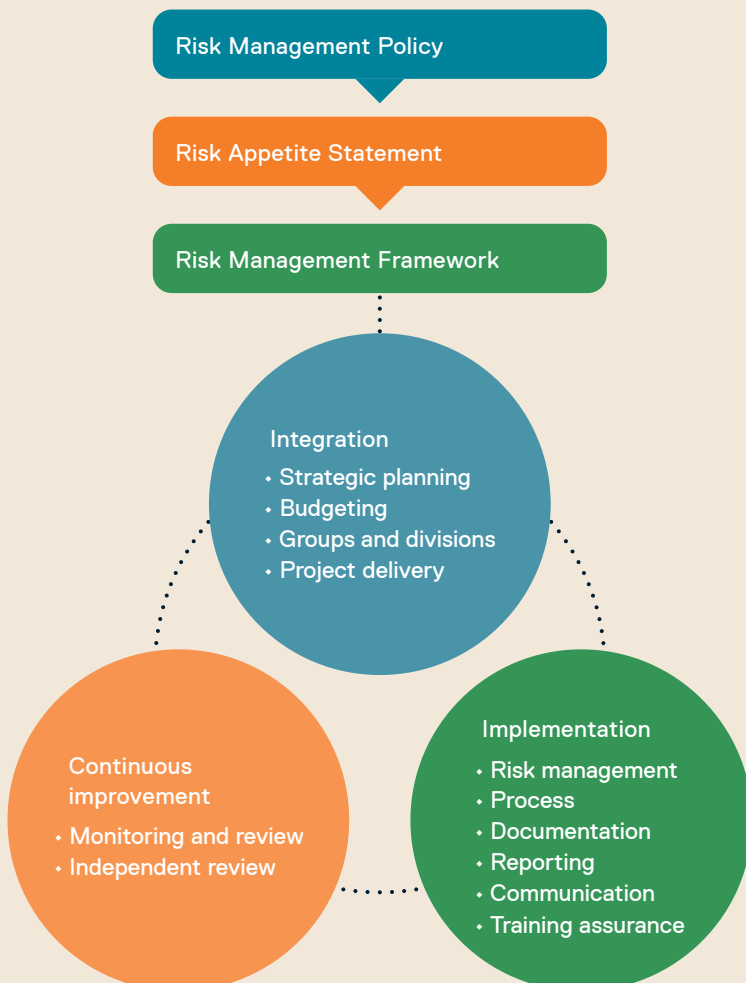 Risk Management Policy
Risk Appetite Statement
Risk Management Framework
Integration
• Strategic planning
• Budgeting
• Groups and divisions
• Project delivery
Continuous
improvement
• Monitoring and review
• Independent review
Implementation
• Risk management
• Process
• Documentation
• Reporting
• Communication
• Training assurance